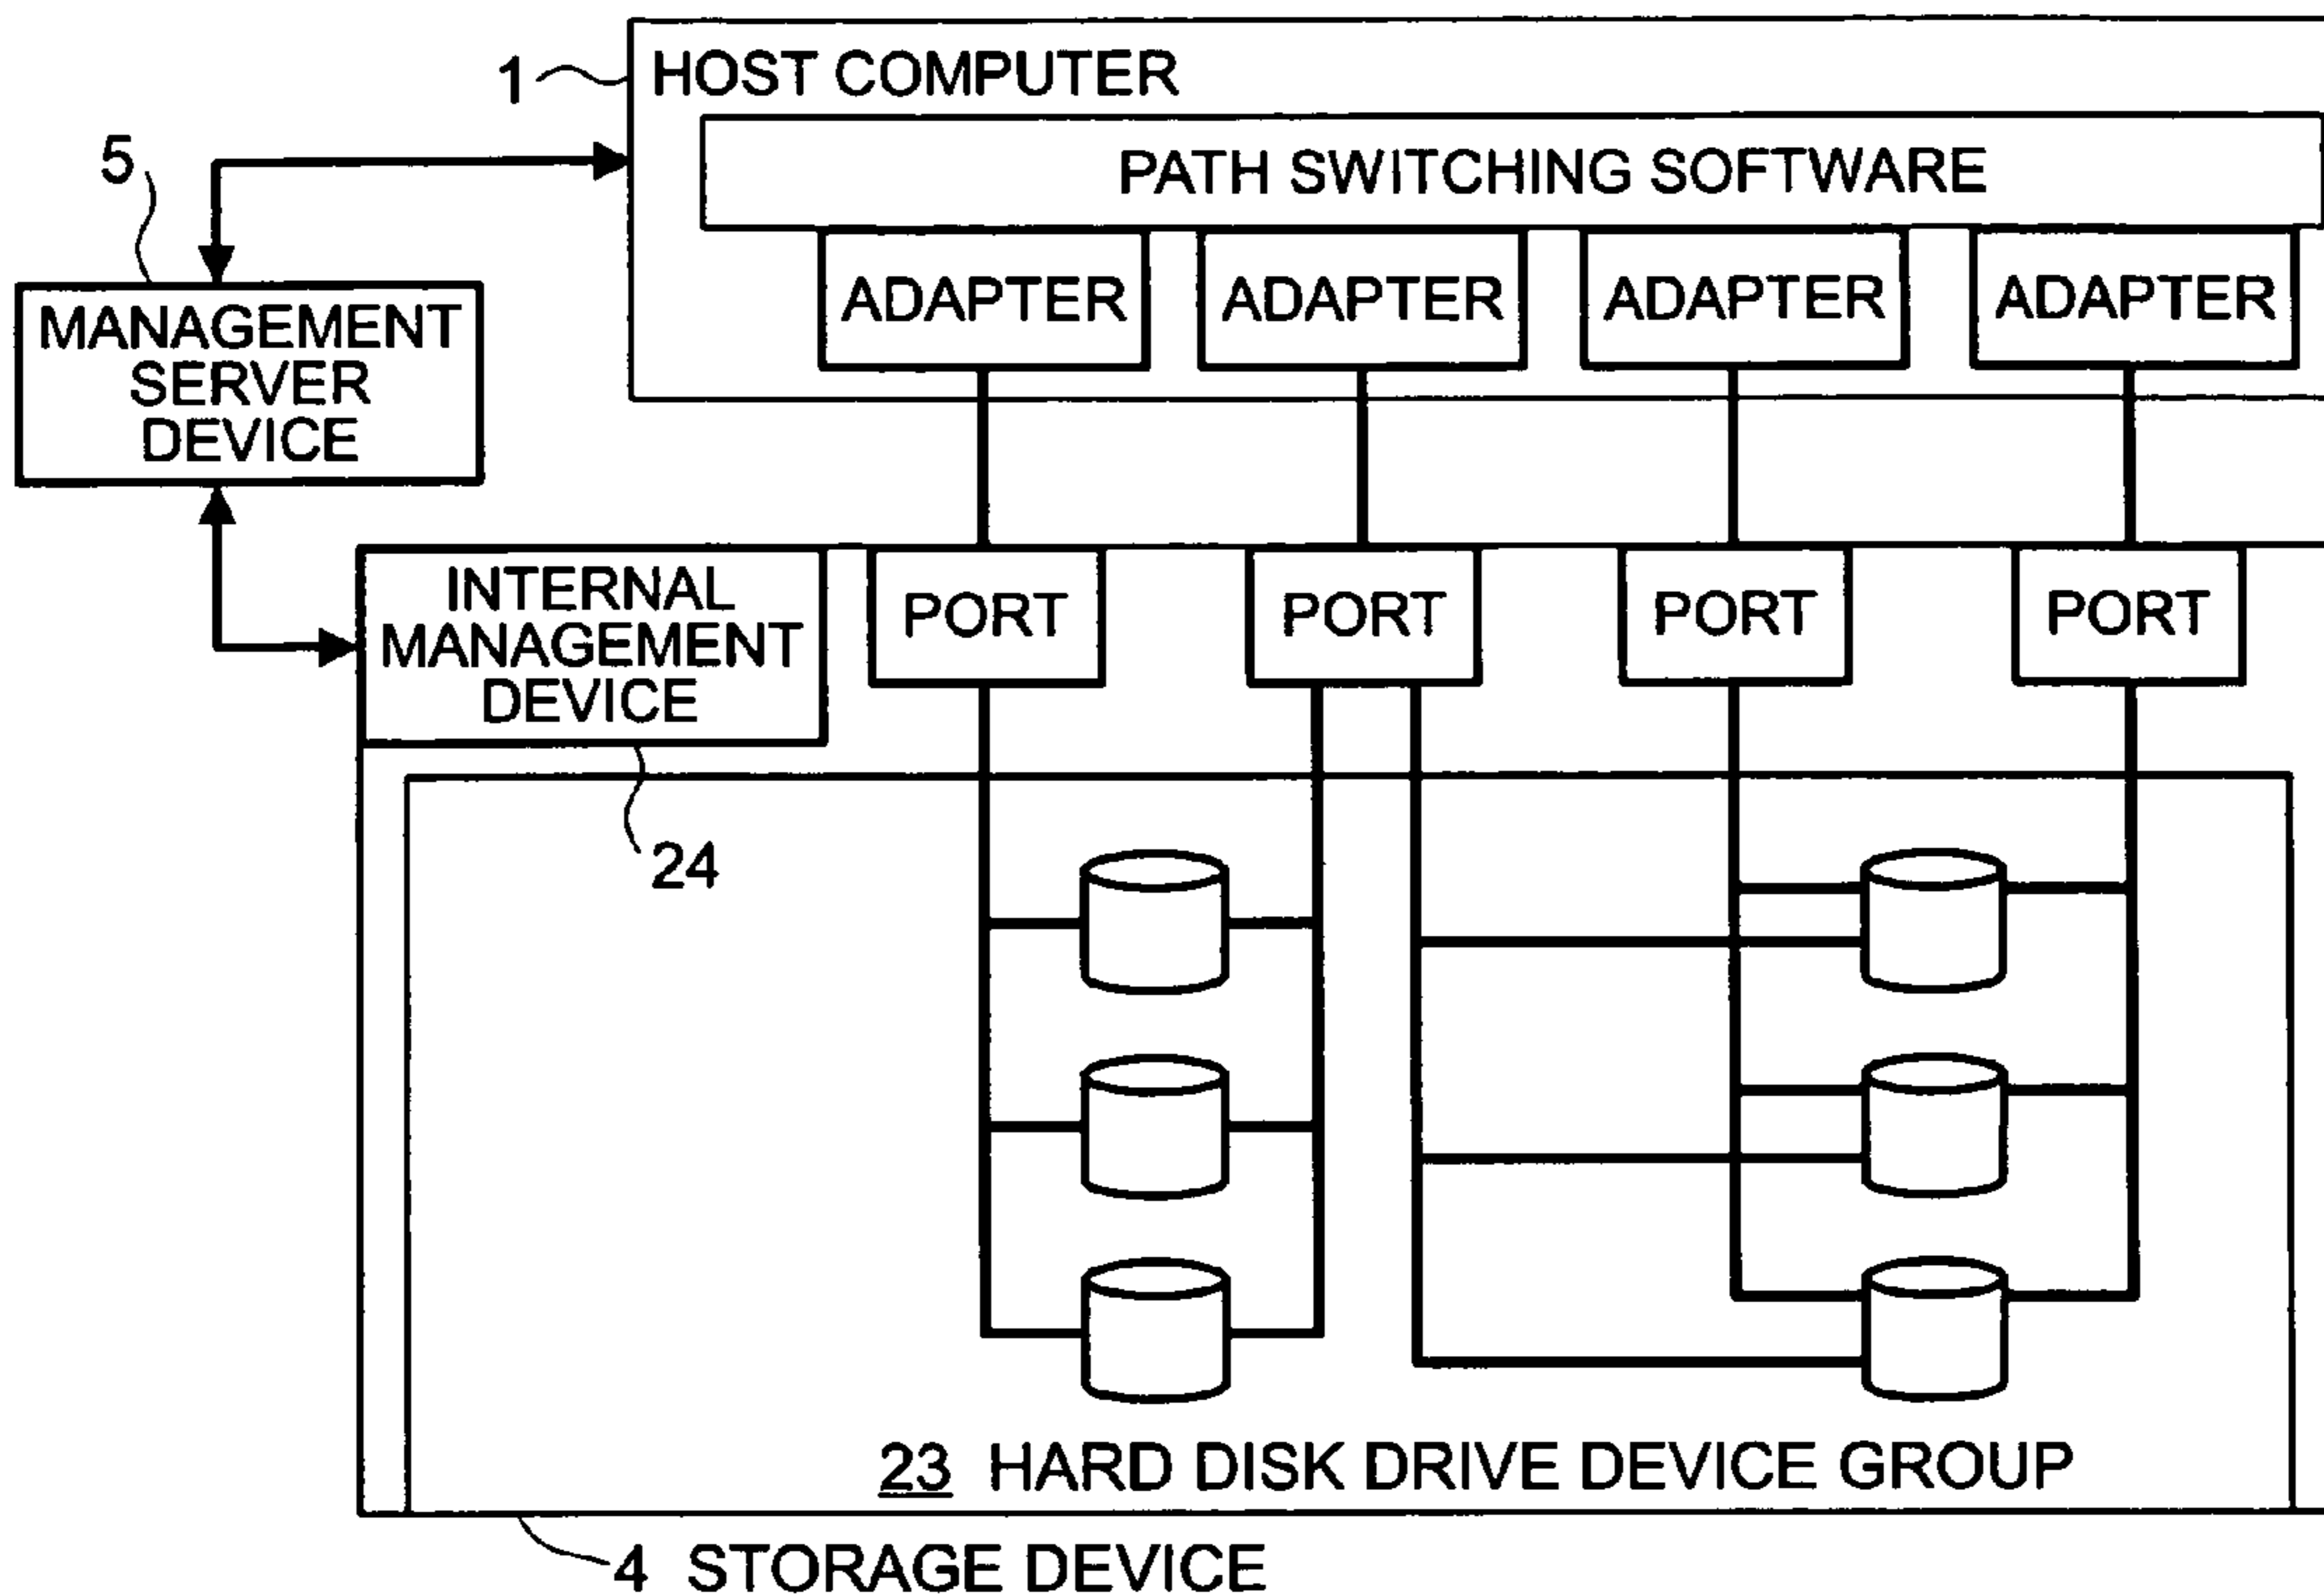 1 HOST COMPUTER
PATH SWITCHING SOFTWARE
5
ADAPTER ADAPTER ADAPTER ADAPTER
MANAGEMENT
SERVER
DEVICE
INTERNAL
MANAGEMENT
DEVICE
PORT PORT PORT PORT
24
23 HARD DISK DRIVE DEVICE GROUP
4 STORAGE DEVICE